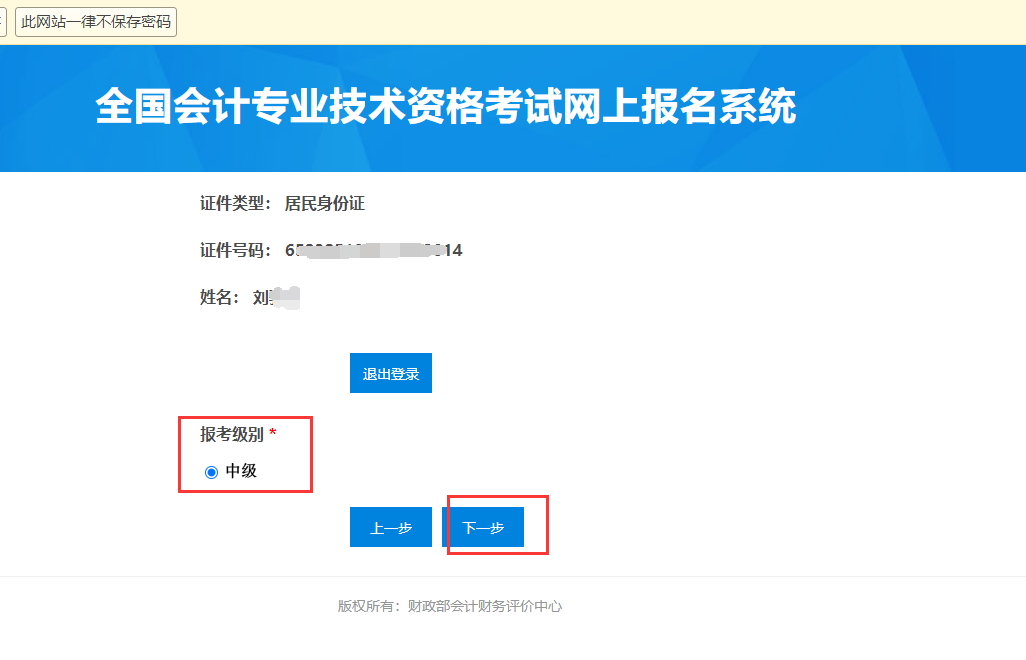 此网站一律不保存密码
全国会计专业技术资格考试网上报名系统
证件类型： 居民身份证
证件号码： 65 14
姓名： 刘
退出登录
报考级别 *
中级
上一步 下一步
版权所有：财政部会计财务评价中心